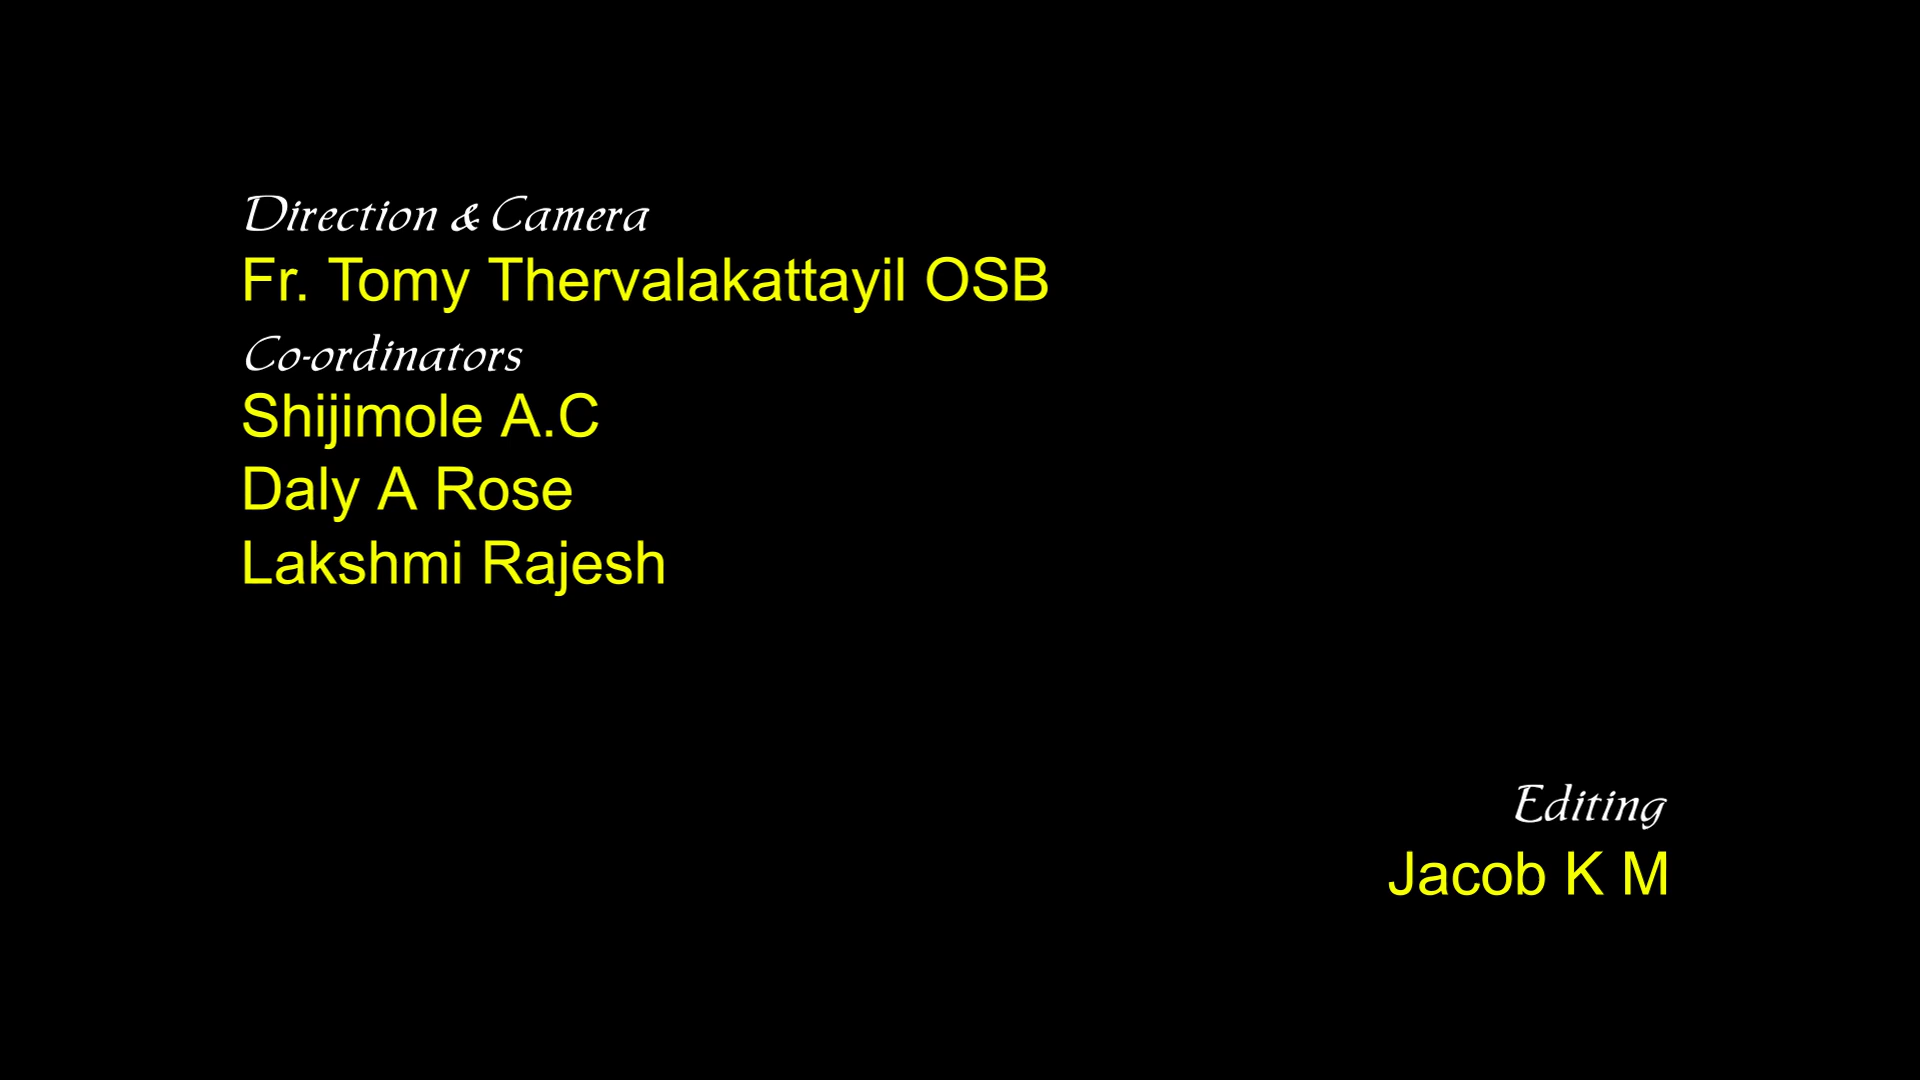 Direction & Camera
Fr. Tomy Thervalakattayil OSB
Co-ordinators
Shijimole A.C
Daly A Rose
Lakshmi Rajesh
Editing
Jacob K M